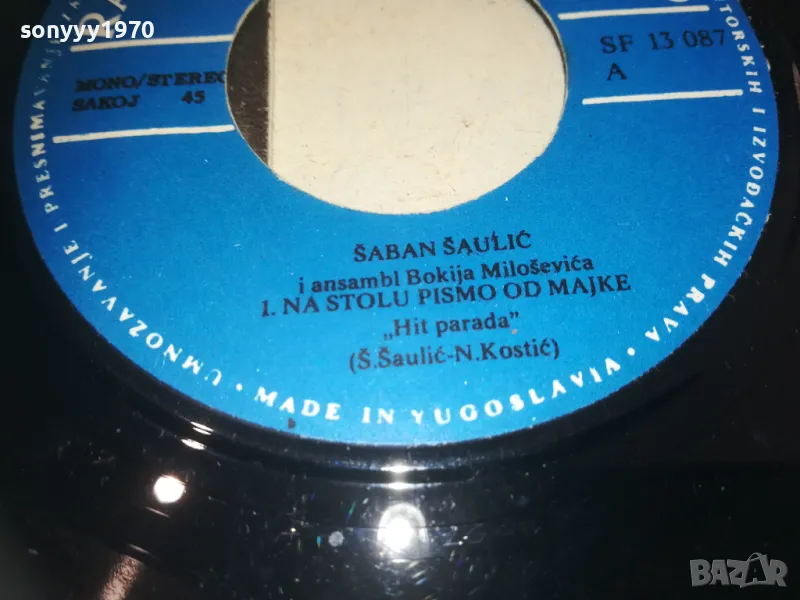 sonyyy1970
MONO/STEREO
SAKOJ 45
SF 13 087
A
ŠABAN ŠAULIĆ
i ansambl Bokija Miloševića
1. NA STOLU PISMO OD MAJKE
„Hit parada”
(Š.Šaulić-N.Kostić)
UMNOZAVANJE I PRESNIMAVANJE
TORSKIH I IZVOĐAČKIH PRAVA
• MADE IN YUGOSLAVIA •
BAZAR